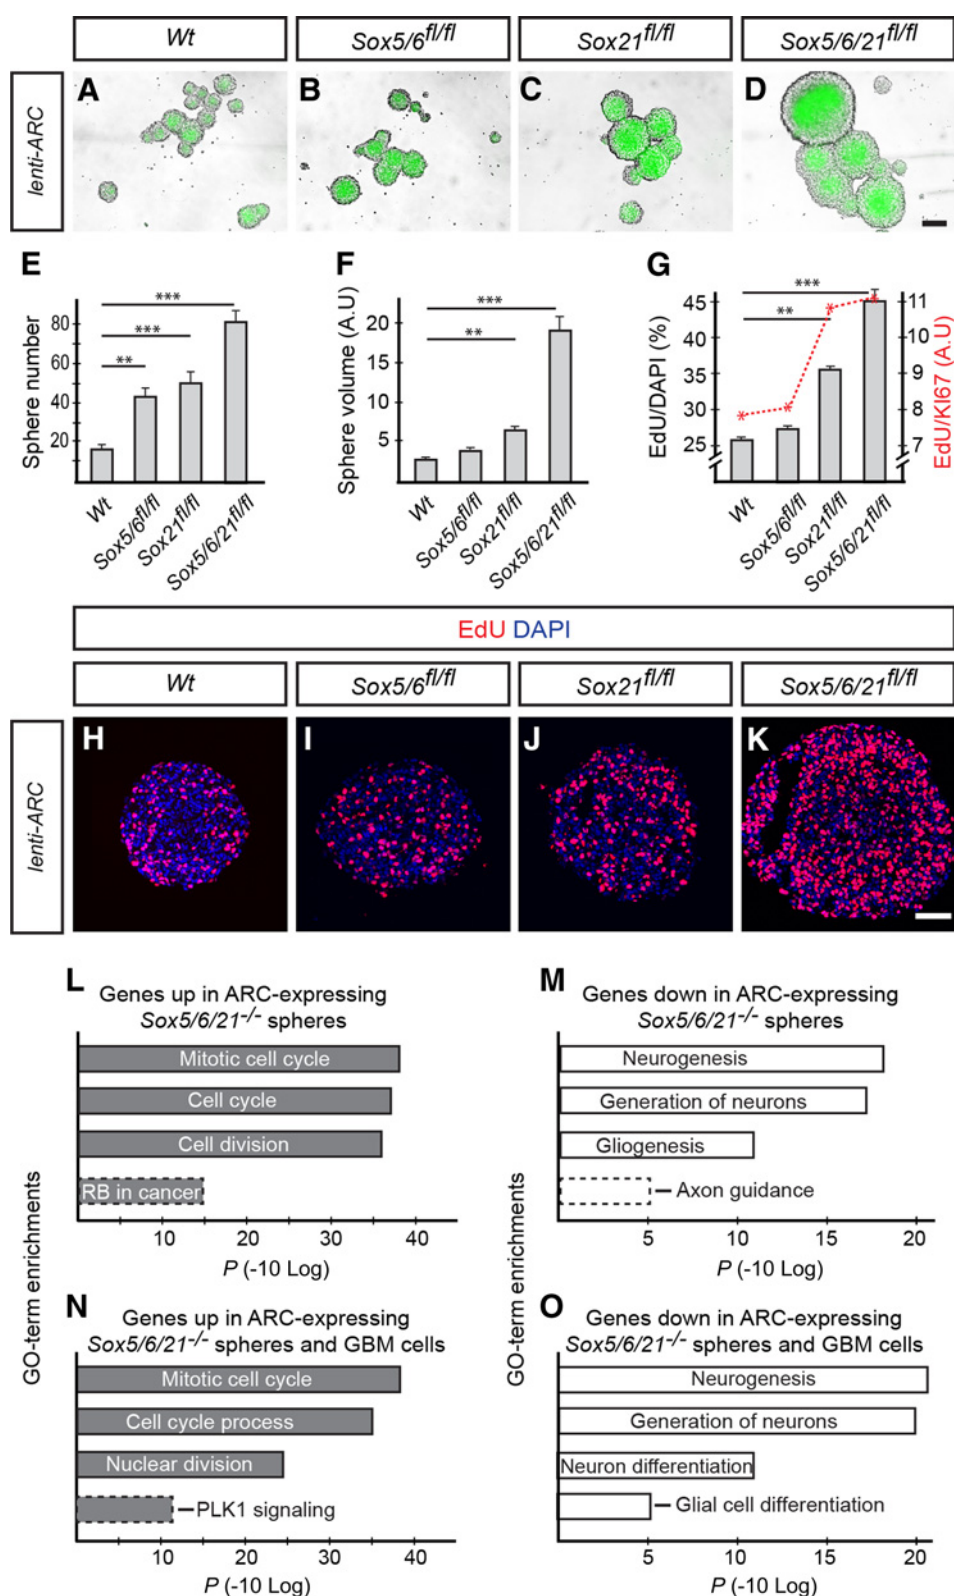 Wt
Sox5/6fl/fl
Sox21fl/fl
Sox5/6/21fl/fl
lenti-ARC
A
B
C
D
E
Sphere number
80
60
40
20
**
***
***
Wt
Sox5/6fl/fl
Sox21fl/fl
Sox5/6/21fl/fl
F
Sphere volume (A.U)
20
15
10
5
**
***
Wt
Sox5/6fl/fl
Sox21fl/fl
Sox5/6/21fl/fl
G
EdU/DAPI (%)
45
40
35
30
25
**
***
11
10
9
8
7
EdU/KI67 (A.U)
Wt
Sox5/6fl/fl
Sox21fl/fl
Sox5/6/21fl/fl
EdU DAPI
Wt
Sox5/6fl/fl
Sox21fl/fl
Sox5/6/21fl/fl
lenti-ARC
H
I
J
K
GO-term enrichments
L
Genes up in ARC-expressing
Sox5/6/21-/- spheres
Mitotic cell cycle
Cell cycle
Cell division
RB in cancer
10
20
30
40
P (-10 Log)
GO-term enrichments
M
Genes down in ARC-expressing
Sox5/6/21-/- spheres
Neurogenesis
Generation of neurons
Gliogenesis
Axon guidance
5
10
15
20
P (-10 Log)
N
Genes up in ARC-expressing
Sox5/6/21-/- spheres and GBM cells
Mitotic cell cycle
Cell cycle process
Nuclear division
PLK1 signaling
10
20
30
40
P (-10 Log)
O
Genes down in ARC-expressing
Sox5/6/21-/- spheres and GBM cells
Neurogenesis
Generation of neurons
Neuron differentiation
Glial cell differentiation
5
10
15
20
P (-10 Log)